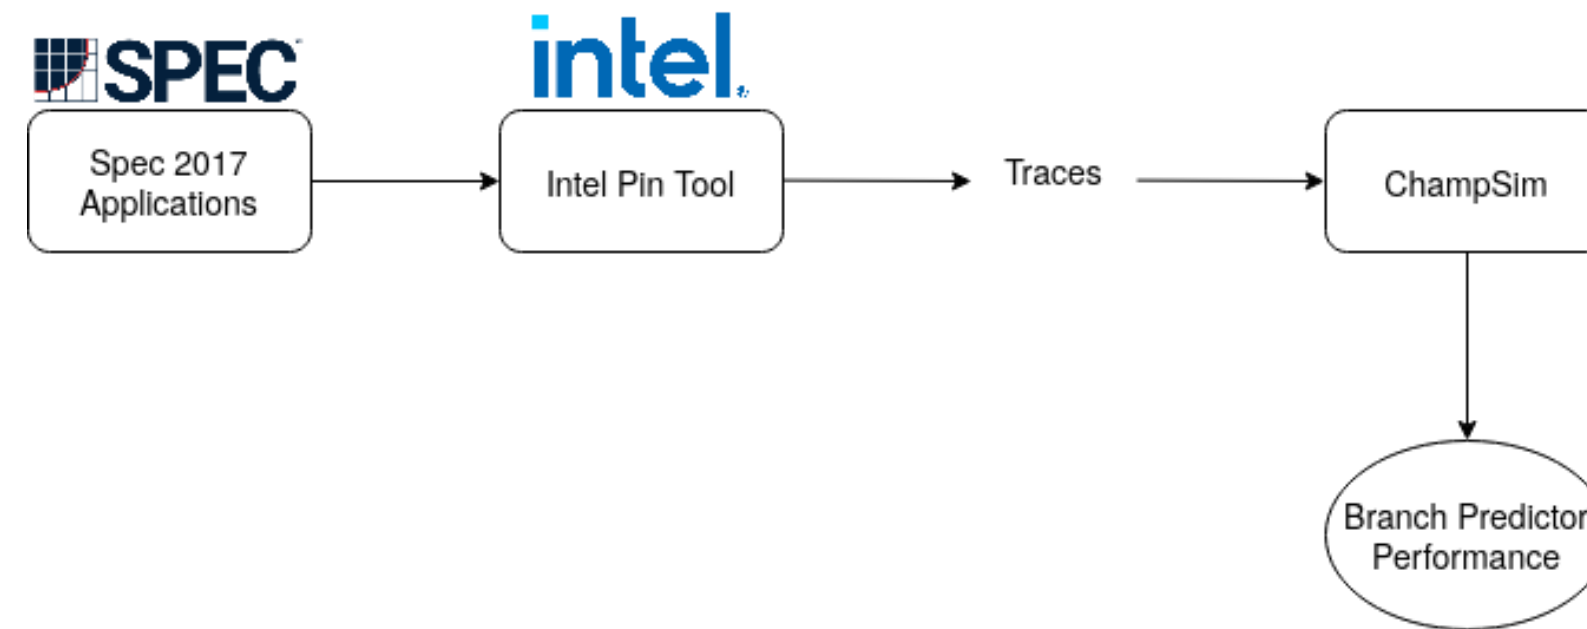 SPEC
intel.
Spec 2017
Applications
Intel Pin Tool
Traces
ChampSim
Branch Predictor
Performance